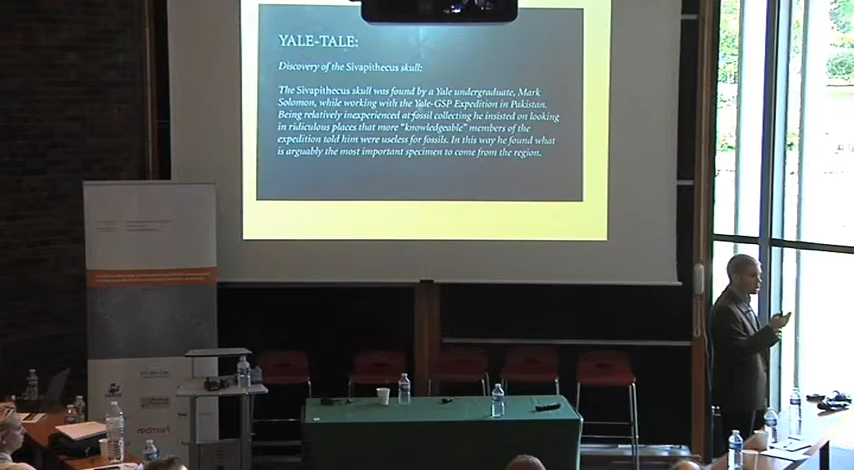 YALE-TALE:
Discovery of the Sivapithecus skull:
The Sivapithecus skull was found by a Yale undergraduate, Mark
Solomon, while working with the Yale-GSP Expedition in Pakistan.
Being relatively inexperienced at fossil collecting he insisted on looking
in ridiculous places that more "knowledgeable" members of the
expedition told him were useless for fossils. In this way he found what
is arguably the most important specimen to come from the region.
redmart